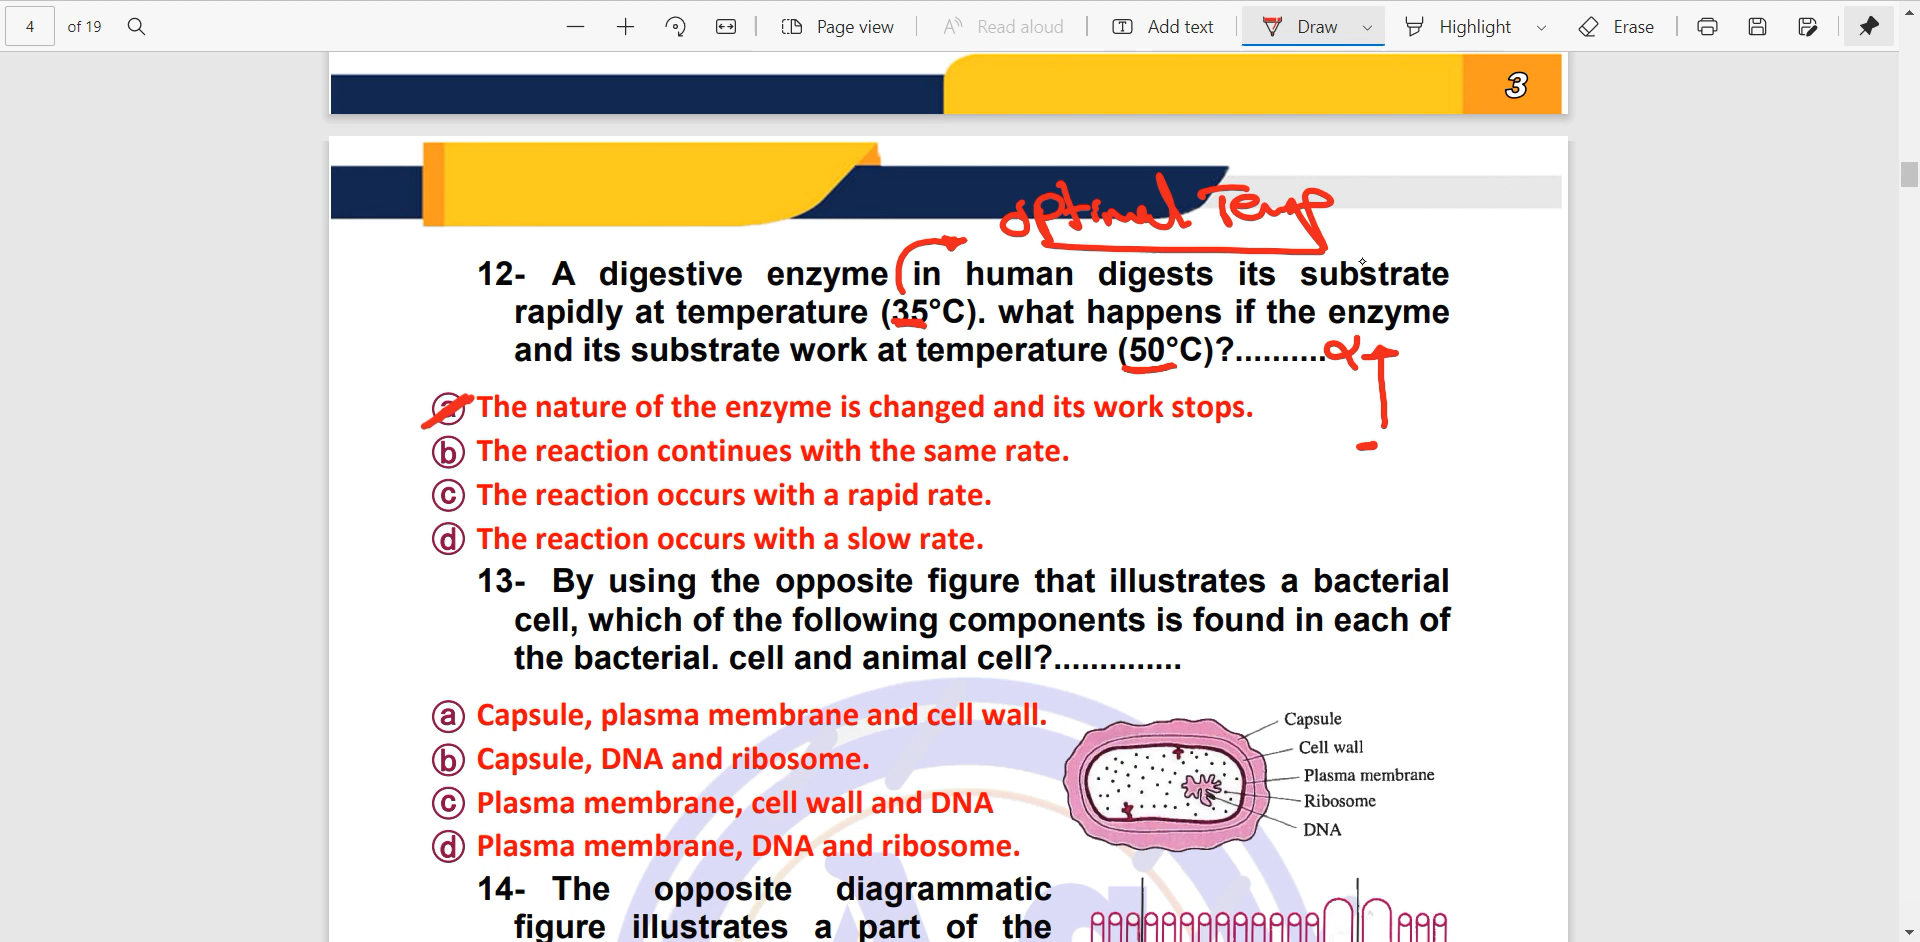 4 of 19 Page view Read aloud Add text Draw Highlight Erase
3
optimal Temp
12- A digestive enzyme in human digests its substrate
rapidly at temperature (35°C). what happens if the enzyme
and its substrate work at temperature (50°C)?..........
ⓐ The nature of the enzyme is changed and its work stops.
ⓑ The reaction continues with the same rate.
ⓒ The reaction occurs with a rapid rate.
ⓓ The reaction occurs with a slow rate.
13- By using the opposite figure that illustrates a bacterial
cell, which of the following components is found in each of
the bacterial. cell and animal cell?..............
ⓐ Capsule, plasma membrane and cell wall.
ⓑ Capsule, DNA and ribosome.
ⓒ Plasma membrane, cell wall and DNA
ⓓ Plasma membrane, DNA and ribosome.
Capsule
Cell wall
Plasma membrane
Ribosome
DNA
14- The opposite diagrammatic
figure illustrates a part of the